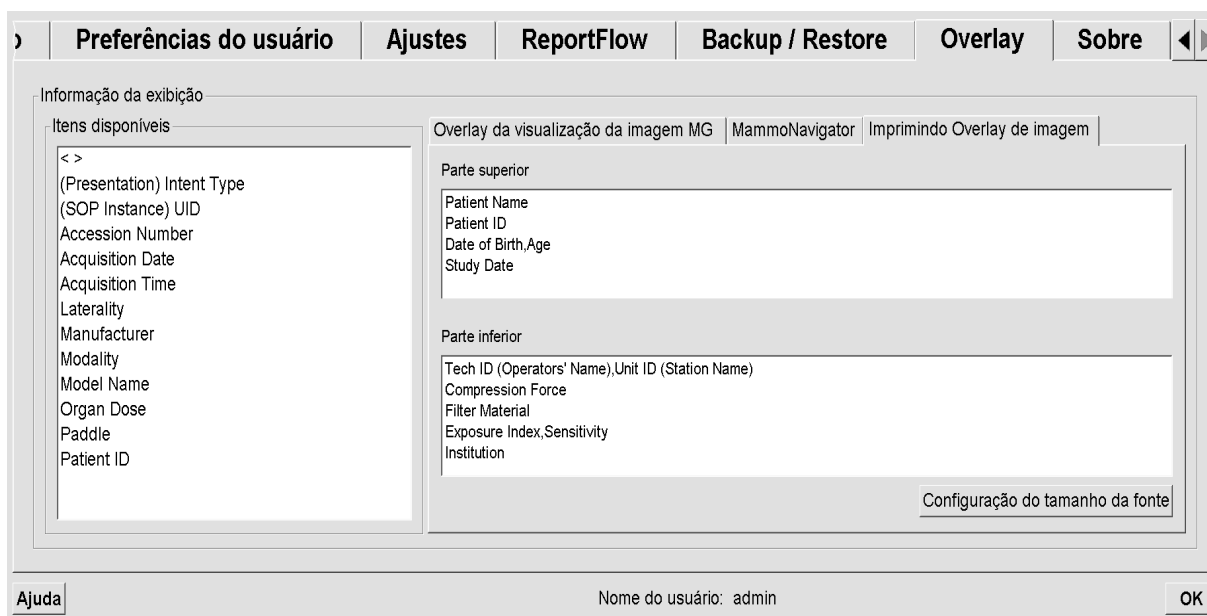 Preferências do usuário
Ajustes
ReportFlow
Backup / Restore
Overlay
Sobre
Informação da exibição
Itens disponíveis
< >
(Presentation) Intent Type
(SOP Instance) UID
Accession Number
Acquisition Date
Acquisition Time
Laterality
Manufacturer
Modality
Model Name
Organ Dose
Paddle
Patient ID
Overlay da visualização da imagem MG
MammoNavigator
Imprimindo Overlay de imagem
Parte superior
Patient Name
Patient ID
Date of Birth,Age
Study Date
Parte inferior
Tech ID (Operators' Name),Unit ID (Station Name)
Compression Force
Filter Material
Exposure Index,Sensitivity
Institution
Configuração do tamanho da fonte
Ajuda
Nome do usuário: admin
OK